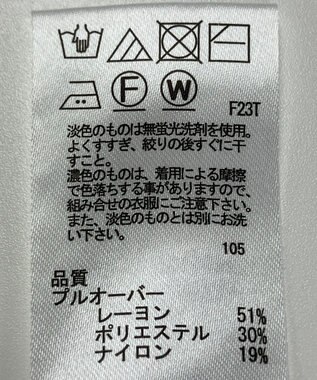 F
W
F23T
淡色のものは無蛍光洗剤を使用。
よくすすぎ、絞りの後すぐに干
すこと。
濃色のものは、着用による摩擦
で色落ちする事がありますので、
組み合せの衣服にご注意下さい。
また、淡色のものとは別にお洗
い下さい。
105
品質
プルオーバー
レーヨン 51%
ポリエステル 30%
ナイロン 19%